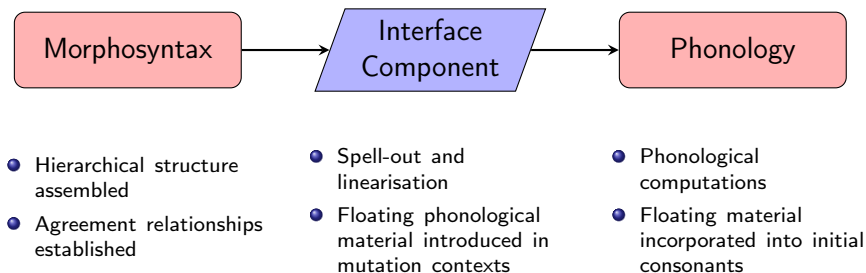 Morphosyntax
Interface
Component
Phonology
Hierarchical structure
assembled
Agreement relationships
established
Spell-out and
linearisation
Floating phonological
material introduced in
mutation contexts
Phonological
computations
Floating material
incorporated into initial
consonants